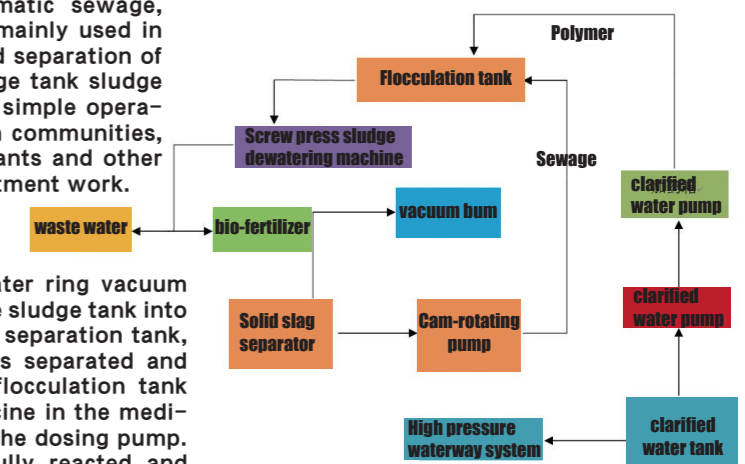 matic sewage,
mainly used in
d separation of
ge tank sludge
simple opera-
communities,
ants and other
tment work.
ater ring vacuum
e sludge tank into
separation tank,
s separated and
flocculation tank
cine in the medi-
he dosing pump.
ully reacted and
Polymer
Flocculation tank
Screw press sludge
dewatering machine
Sewage
clarified
water pump
waste water
bio-fertilizer
vacuum bum
clarified
water pump
Solid slag
separator
Cam-rotating
pump
High pressure
waterway system
clarified
water tank